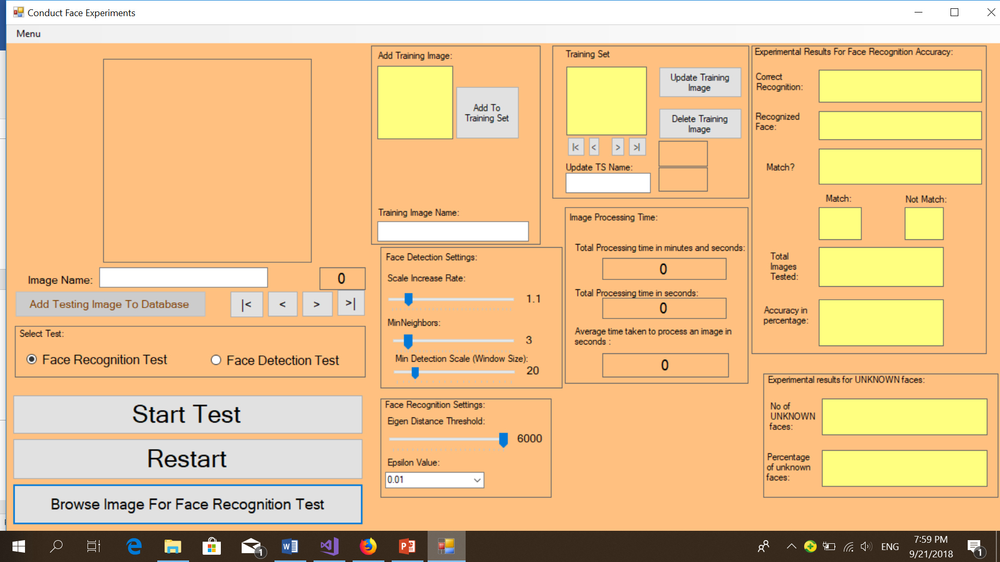 Conduct Face Experiments
Menu
Image Name:
0
Add Testing Image To Database
|<
<
>
>|
Select Test:
Face Recognition Test
Face Detection Test
Start Test
Restart
Browse Image For Face Recognition Test
Add Training Image:
Add To
Training Set
Training Image Name:
Face Detection Settings:
Scale Increase Rate:
1.1
MinNeighbors:
3
Min Detection Scale (Window Size):
20
Face Recognition Settings:
Eigen Distance Threshold:
6000
Epsilon Value:
0.01
Training Set
Update Training
Image
Delete Training
Image
|<
<
>
>|
Update TS Name:
Image Processing Time:
Total Processing time in minutes and seconds:
0
Total Processing time in seconds:
0
Average time taken to process an image in
seconds :
0
Experimental Results For Face Recognition Accuracy:
Correct
Recognition:
Recognized
Face:
Match?
Match:
Not Match:
Total
Images
Tested:
Accuracy in
percentage:
Experimental results for UNKNOWN faces:
No of
UNKNOWN
faces:
Percentage
of unknown
faces:
1
ENG
7:59 PM
9/21/2018
1